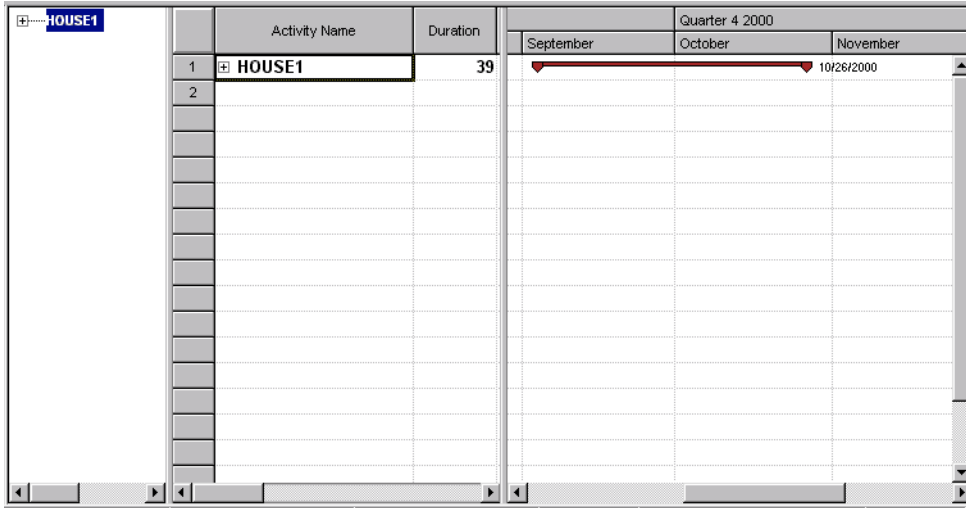 HOUSE1
Activity Name Duration
Quarter 4 2000
September October November
1 HOUSE1 39 10/26/2000
2